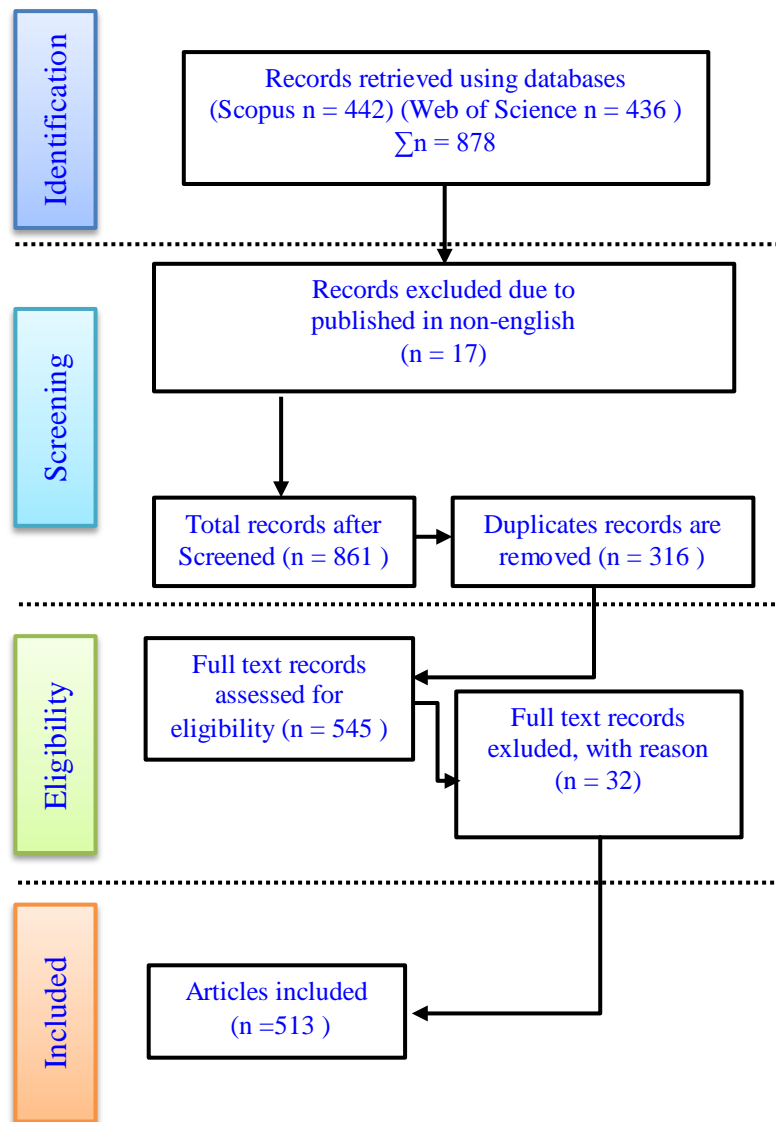 Identification
Records retrieved using databases
(Scopus n = 442) (Web of Science n = 436 )
∑n = 878
Screening
Records excluded due to
published in non-english
(n = 17)
Total records after
Screened (n = 861 )
Duplicates records are
removed (n = 316 )
Eligibility
Full text records
assessed for
eligibility (n = 545 )
Full text records
exluded, with reason
(n = 32)
Included
Articles included
(n =513 )